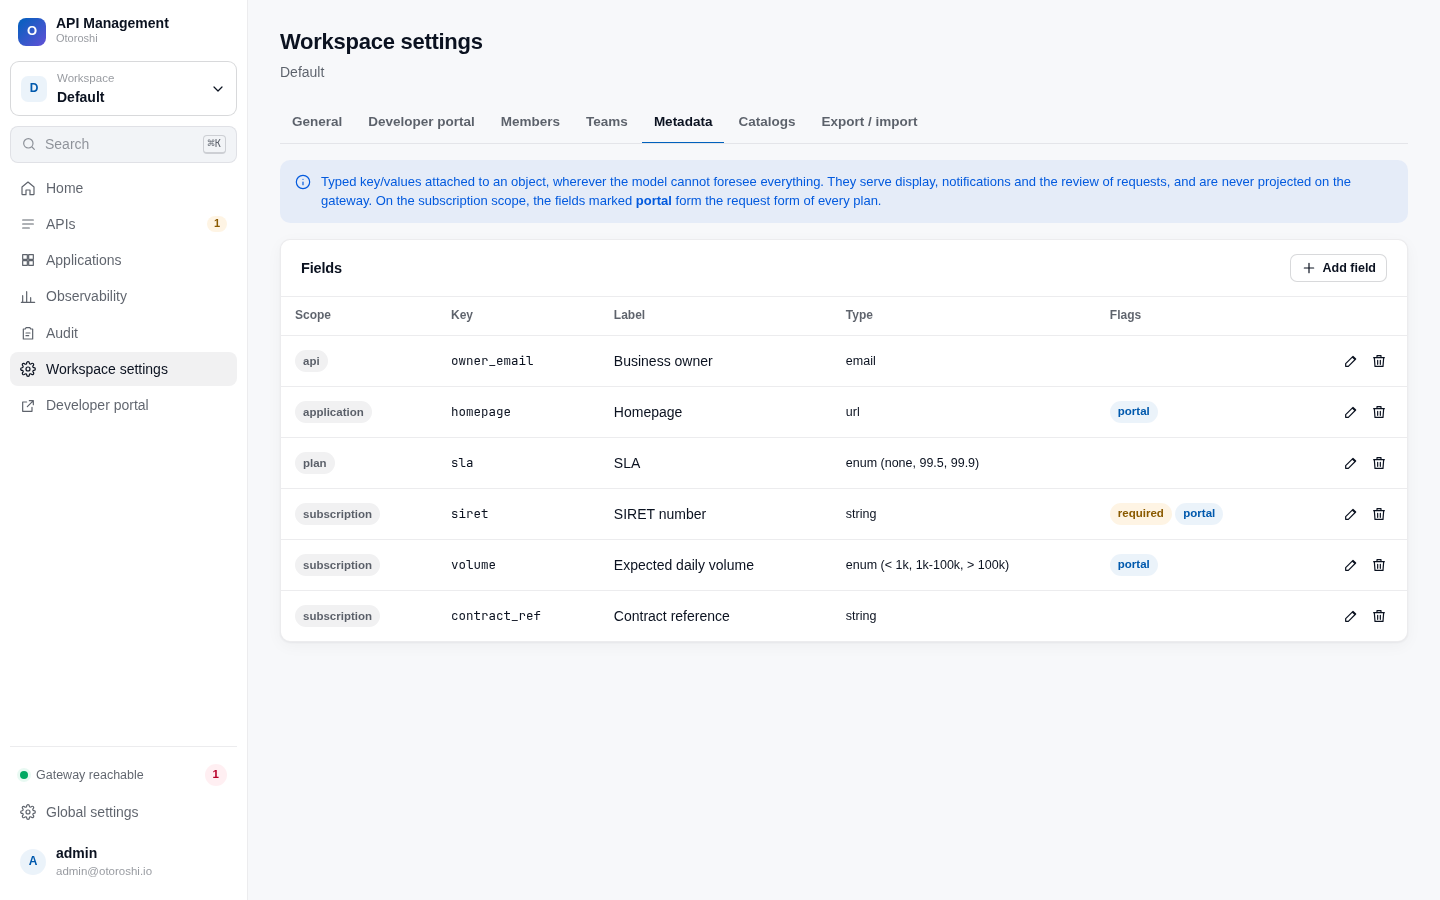 O
API Management
Otoroshi
D
Workspace
Default
Search
⌘K
Home
APIs
1
Applications
Observability
Audit
Workspace settings
Developer portal
Gateway reachable
1
Global settings
A
admin
admin@otoroshi.io
Workspace settings
Default
General Developer portal Members Teams Metadata Catalogs Export / import
Typed key/values attached to an object, wherever the model cannot foresee everything. They serve display, notifications and the review of requests, and are never projected on the
gateway. On the subscription scope, the fields marked portal form the request form of every plan.
Fields
Add field
Scope Key Label Type Flags
api owner_email Business owner email
application homepage Homepage url portal
plan sla SLA enum (none, 99.5, 99.9)
subscription siret SIRET number string required portal
subscription volume Expected daily volume enum (< 1k, 1k-100k, > 100k) portal
subscription contract_ref Contract reference string